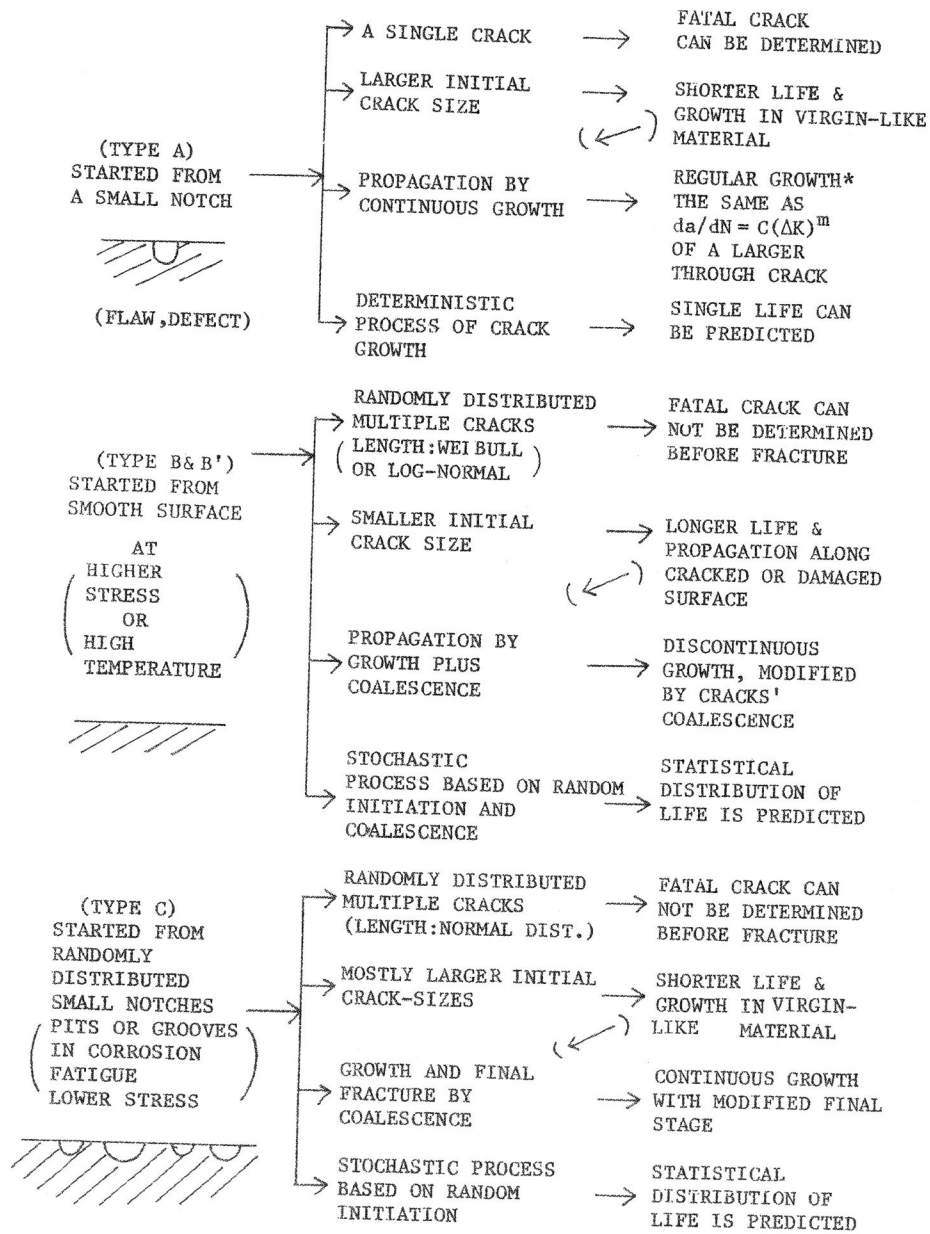 (TYPE A)
STARTED FROM
A SMALL NOTCH
(FLAW,DEFECT)
A SINGLE CRACK
FATAL CRACK
CAN BE DETERMINED
LARGER INITIAL
CRACK SIZE
SHORTER LIFE &
GROWTH IN VIRGIN-LIKE
MATERIAL
PROPAGATION BY
CONTINUOUS GROWTH
REGULAR GROWTH*
THE SAME AS
da/dN = C(ΔK)^m
OF A LARGER
THROUGH CRACK
DETERMINISTIC
PROCESS OF CRACK
GROWTH
SINGLE LIFE CAN
BE PREDICTED
(TYPE B& B')
STARTED FROM
SMOOTH SURFACE
AT
HIGHER
STRESS
OR
HIGH
TEMPERATURE
RANDOMLY DISTRIBUTED
MULTIPLE CRACKS
(LENGTH:WEIBULL
OR LOG-NORMAL)
FATAL CRACK CAN
NOT BE DETERMINED
BEFORE FRACTURE
SMALLER INITIAL
CRACK SIZE
LONGER LIFE &
PROPAGATION ALONG
CRACKED OR DAMAGED
SURFACE
PROPAGATION BY
GROWTH PLUS
COALESCENCE
DISCONTINUOUS
GROWTH, MODIFIED
BY CRACKS'
COALESCENCE
STOCHASTIC
PROCESS BASED ON RANDOM
INITIATION AND
COALESCENCE
STATISTICAL
DISTRIBUTION OF
LIFE IS PREDICTED
(TYPE C)
STARTED FROM
RANDOMLY
DISTRIBUTED
SMALL NOTCHES
(PITS OR GROOVES
IN CORROSION
FATIGUE
LOWER STRESS)
RANDOMLY DISTRIBUTED
MULTIPLE CRACKS
(LENGTH:NORMAL DIST.)
FATAL CRACK CAN
NOT BE DETERMINED
BEFORE FRACTURE
MOSTLY LARGER INITIAL
CRACK-SIZES
SHORTER LIFE &
GROWTH IN VIRGIN-
LIKE MATERIAL
GROWTH AND FINAL
FRACTURE BY
COALESCENCE
CONTINUOUS GROWTH
WITH MODIFIED FINAL
STAGE
STOCHASTIC PROCESS
BASED ON RANDOM
INITIATION
STATISTICAL
DISTRIBUTION OF
LIFE IS PREDICTED